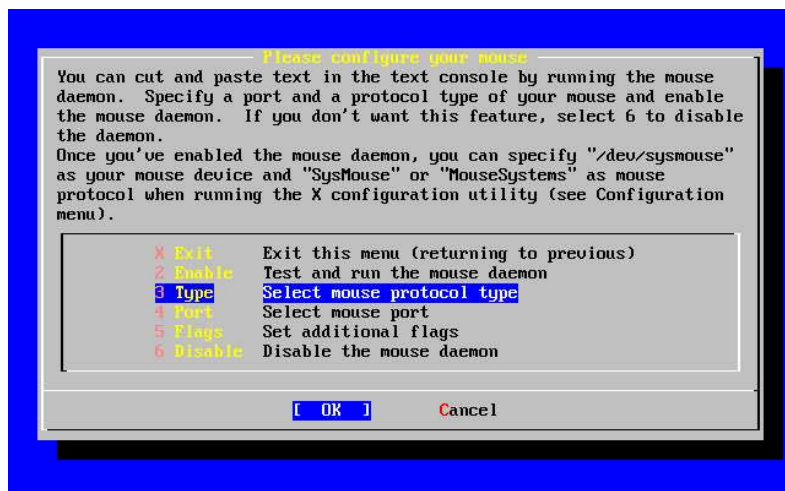 Please configure your mouse
You can cut and paste text in the text console by running the mouse
daemon.  Specify a port and a protocol type of your mouse and enable
the mouse daemon.  If you don't want this feature, select 6 to disable
the daemon.
Once you've enabled the mouse daemon, you can specify "/dev/sysmouse"
as your mouse device and "SysMouse" or "MouseSystems" as mouse
protocol when running the X configuration utility (see Configuration
menu).
X Exit Exit this menu (returning to previous)
2 Enable Test and run the mouse daemon
3 Type Select mouse protocol type
4 Port Select mouse port
5 Flags Set additional flags
6 Disable Disable the mouse daemon
[ OK ] Cancel